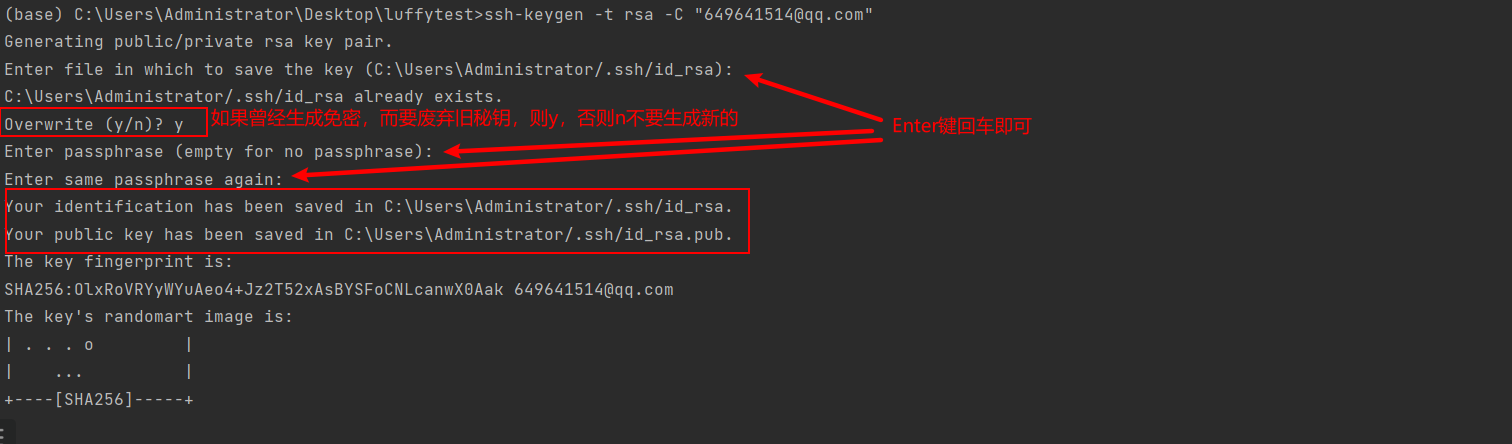 (base) C:\Users\Administrator\Desktop\luffytest>ssh-keygen -t rsa -C "649641514@qq.com"
Generating public/private rsa key pair.
Enter file in which to save the key (C:\Users\Administrator/.ssh/id_rsa):
C:\Users\Administrator/.ssh/id_rsa already exists.
Overwrite (y/n)? y
如果曾经生成免密，而要废弃旧秘钥，则y，否则n不要生成新的
Enter键回车即可
Enter passphrase (empty for no passphrase):
Enter same passphrase again:
Your identification has been saved in C:\Users\Administrator/.ssh/id_rsa.
Your public key has been saved in C:\Users\Administrator/.ssh/id_rsa.pub.
The key fingerprint is:
SHA256:OlxRoVRYyWYuAeo4+Jz2T52xAsBYSFoCNLcanwX0Aak 649641514@qq.com
The key's randomart image is:
| . . . o         |
|    ...          |
+----[SHA256]-----+